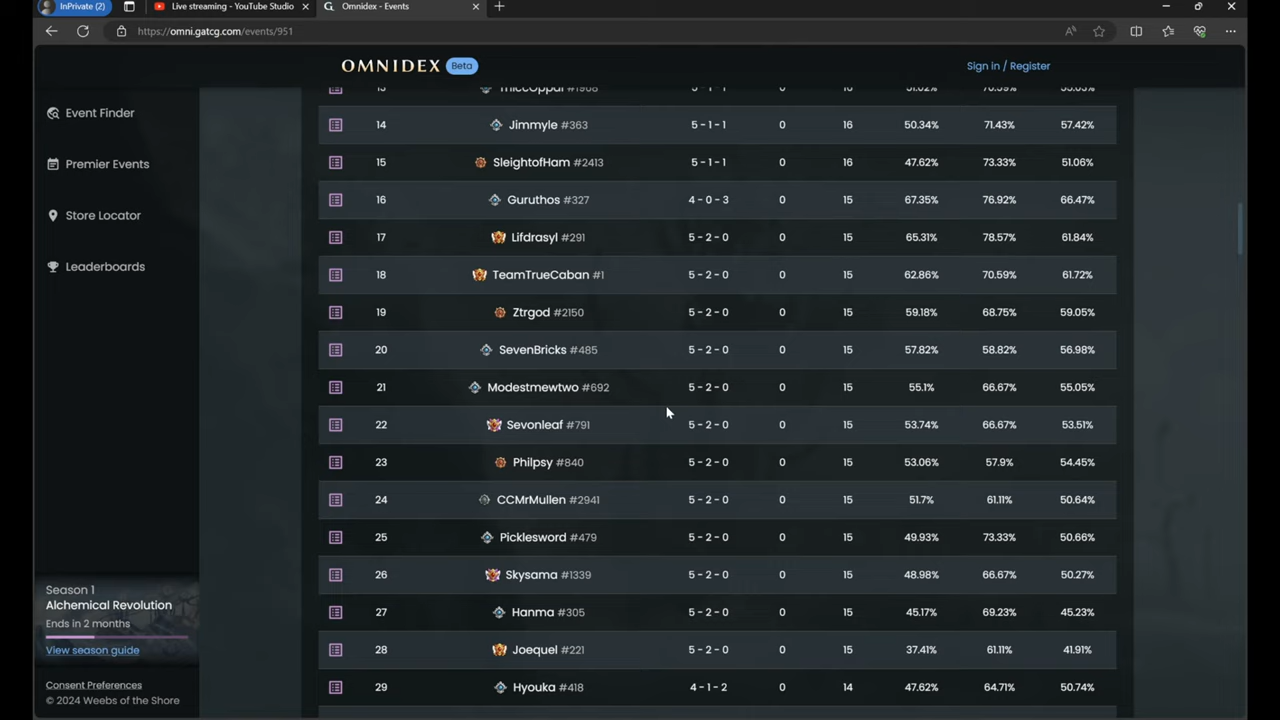 InPrivate (2)
Live streaming - YouTube Studio
Omnidex - Events
https://omni.gatcg.com/events/951
OMNIDEX Beta
Sign in / Register
Event Finder
Premier Events
Store Locator
Leaderboards
14 Jimmyle #363 5 - 1 - 1 0 16 50.34% 71.43% 57.42%
15 SleightofHam #2413 5 - 1 - 1 0 16 47.62% 73.33% 51.06%
16 Guruthos #327 4 - 0 - 3 0 15 67.35% 76.92% 66.47%
17 Lifdrasyl #291 5 - 2 - 0 0 15 65.31% 78.57% 61.84%
18 TeamTrueCaban #1 5 - 2 - 0 0 15 62.86% 70.59% 61.72%
19 Ztrgod #2150 5 - 2 - 0 0 15 59.18% 68.75% 59.05%
20 SevenBricks #485 5 - 2 - 0 0 15 57.82% 58.82% 56.98%
21 Modestmewtwo #692 5 - 2 - 0 0 15 55.1% 66.67% 55.05%
22 Sevonleaf #791 5 - 2 - 0 0 15 53.74% 66.67% 53.51%
23 Philpsy #840 5 - 2 - 0 0 15 53.06% 57.9% 54.45%
24 CCMrMullen #2941 5 - 2 - 0 0 15 51.7% 61.11% 50.64%
25 Picklesword #479 5 - 2 - 0 0 15 49.93% 73.33% 50.66%
26 Skysama #1339 5 - 2 - 0 0 15 48.98% 66.67% 50.27%
27 Hanma #305 5 - 2 - 0 0 15 45.17% 69.23% 45.23%
28 Joequel #221 5 - 2 - 0 0 15 37.41% 61.11% 41.91%
29 Hyouka #418 4 - 1 - 2 0 14 47.62% 64.71% 50.74%
Season 1
Alchemical Revolution
Ends in 2 months
View season guide
Consent Preferences
© 2024 Weebs of the Shore